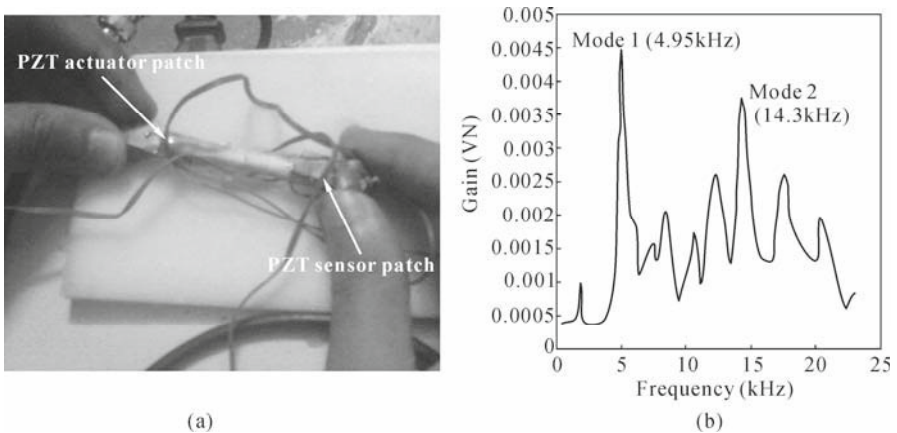 PZT actuator patch
PZT sensor patch
(a)
0.005
0.0045
0.004
0.0035
0.003
0.0025
0.002
0.0015
0.001
0.0005
0
Gain (VN)
Mode 1 (4.95kHz)
Mode 2
(14.3kHz)
0 5 10 15 20 25
Frequency (kHz)
(b)